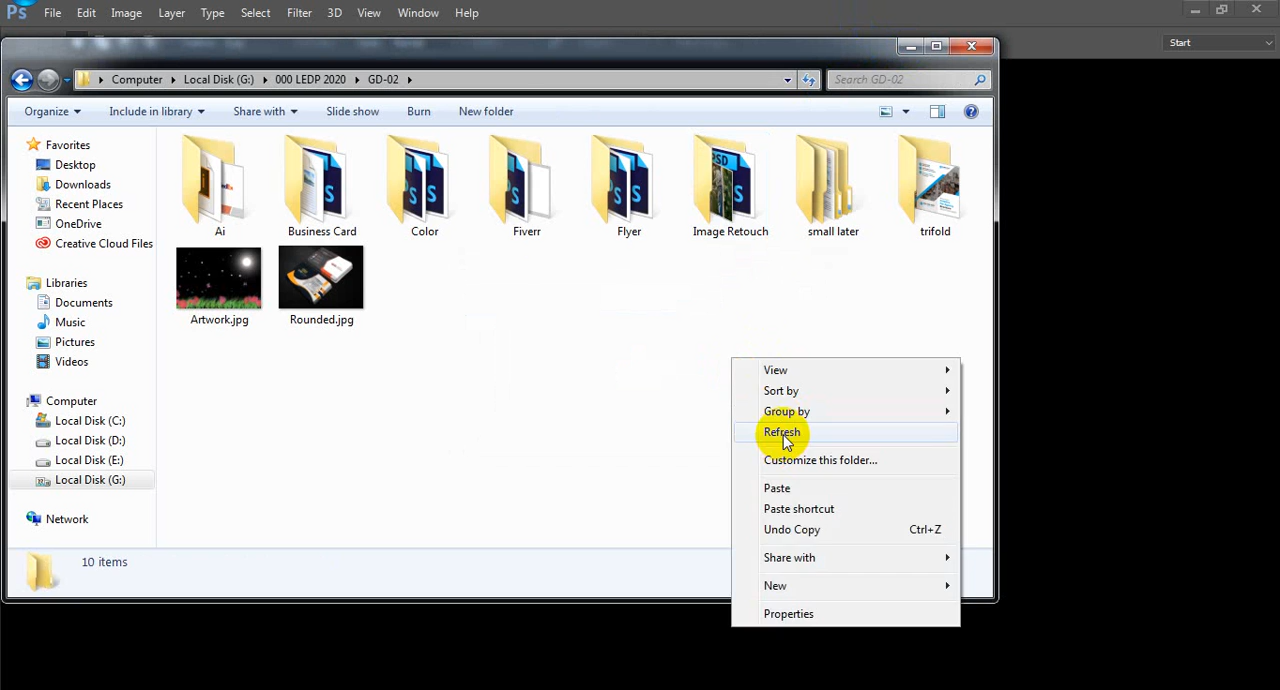 Ps File Edit Image Layer Type Select Filter 3D View Window Help
Start
Computer Local Disk (G:) 000 LEDP 2020 GD-02
Search GD-02
Organize Include in library Share with Slide show Burn New folder
Favorites
Desktop
Downloads
Recent Places
OneDrive
Creative Cloud Files
Libraries
Documents
Music
Pictures
Videos
Computer
Local Disk (C:)
Local Disk (D:)
Local Disk (E:)
Local Disk (G:)
Network
Ai Business Card Color Fiverr Flyer Image Retouch small later trifold
PSD
Artwork.jpg Rounded.jpg
View
Sort by
Group by
Refresh
Customize this folder...
Paste
Paste shortcut
Undo Copy Ctrl+Z
Share with
New
Properties
10 items